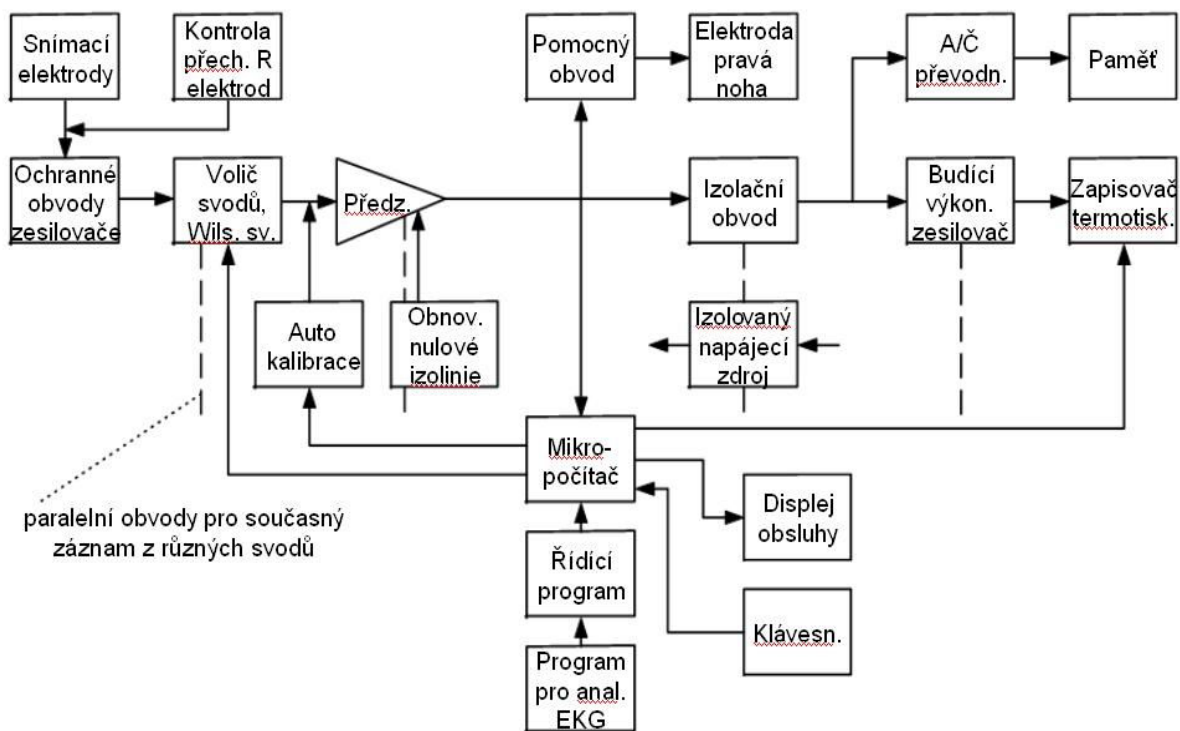 Snímací
elektrody
Kontrola
přech. R
elektrod
Pomocný
obvod
Elektroda
pravá
noha
A/Č
převodn.
Paměť
Ochranné
obvody
zesilovače
Volič
svodů,
Wils. sv.
Předz.
Izolační
obvod
Budící
výkon.
zesilovač
Zapisovač
termotisk.
Auto
kalibrace
Obnov.
nulové
izolinie
Izolovaný
napájecí
zdroj
Mikro-
počítač
paralelní obvody pro současný
záznam z různých svodů
Displej
obsluhy
Řídící
program
Klávesn.
Program
pro anal.
EKG